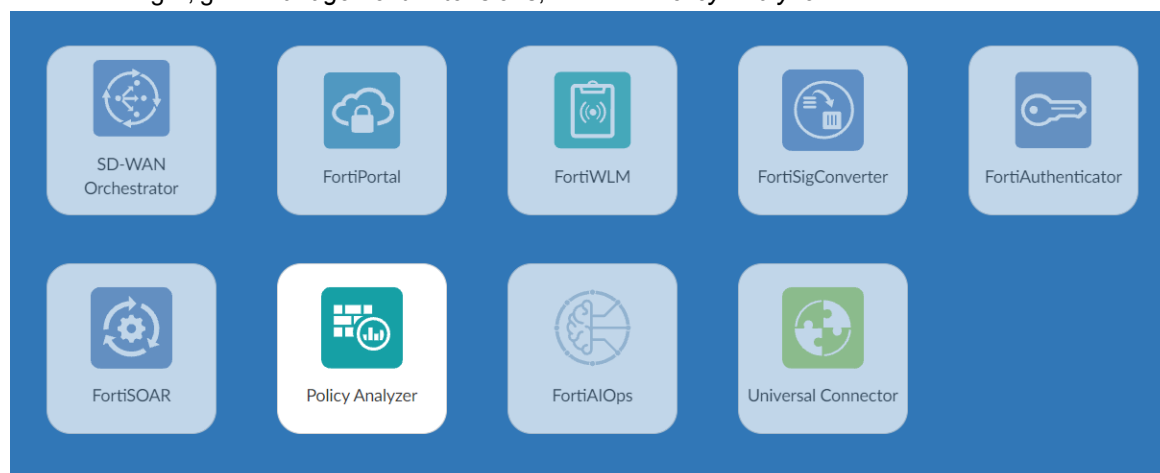 SD-WAN
Orchestrator
FortiPortal
FortiWLM
FortiSigConverter
FortiAuthenticator
FortiSOAR
Policy Analyzer
FortiAIOps
Universal Connector